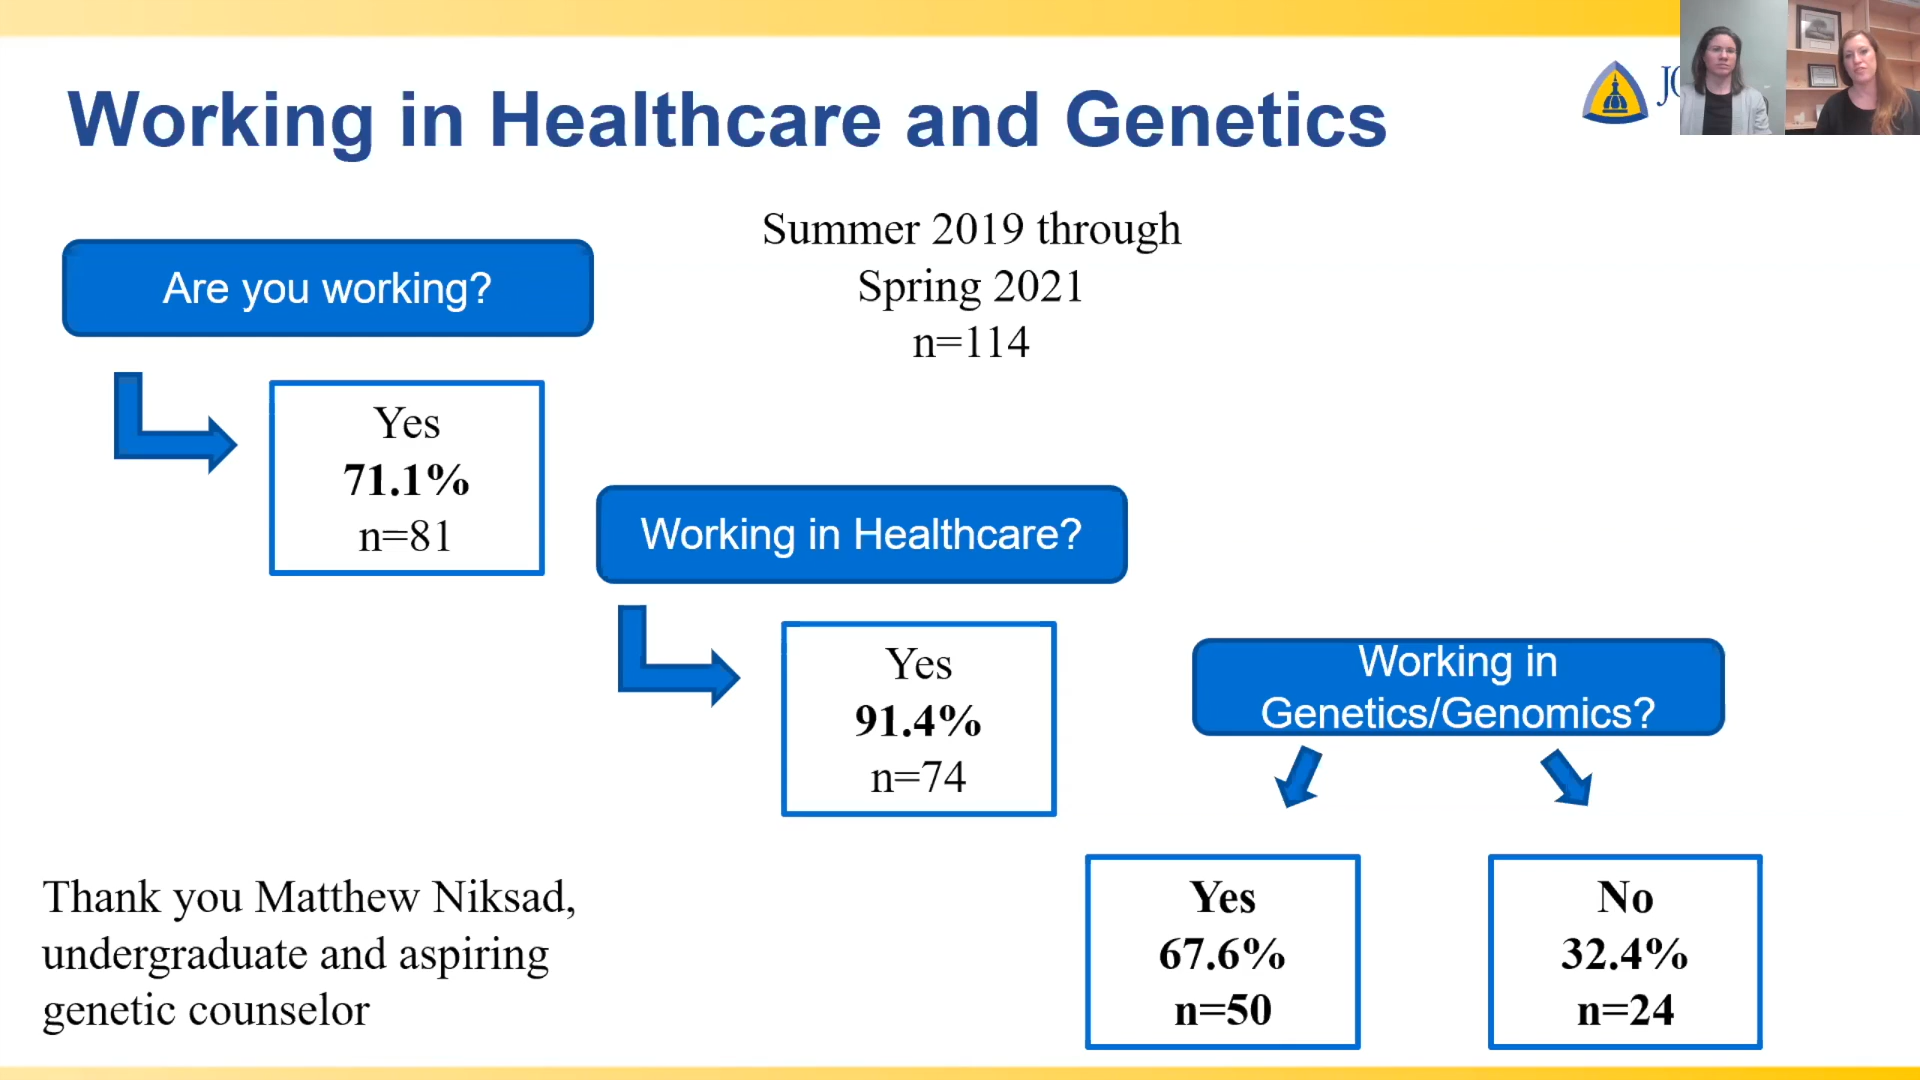 Working in Healthcare and Genetics
Summer 2019 through
Spring 2021
n=114
Are you working?
Yes
71.1%
n=81
Working in Healthcare?
Yes
91.4%
n=74
Working in
Genetics/Genomics?
Yes
67.6%
n=50
No
32.4%
n=24
Thank you Matthew Niksad,
undergraduate and aspiring
genetic counselor